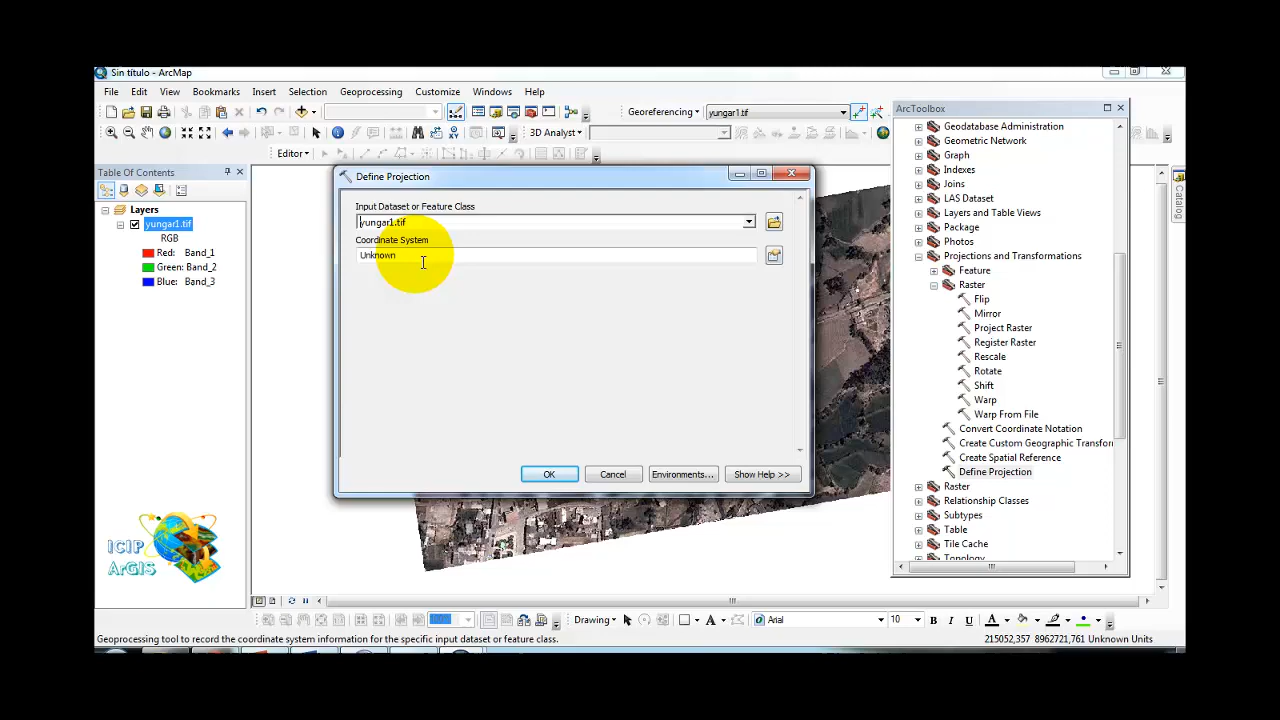 Sin título - ArcMap
File Edit View Bookmarks Insert Selection Geoprocessing Customize Windows Help
Georeferencing yungar1.tif
3D Analyst
Editor
Table Of Contents
Layers
yungar1.tif
RGB
Red: Band_1
Green: Band_2
Blue: Band_3
ICIP
ArGIS
Define Projection
Input Dataset or Feature Class
yungar1.tif
Coordinate System
Unknown
OK Cancel Environments... Show Help >>
ArcToolbox
Geodatabase Administration
Geometric Network
Graph
Indexes
Joins
LAS Dataset
Layers and Table Views
Package
Photos
Projections and Transformations
Feature
Raster
Flip
Mirror
Project Raster
Register Raster
Rescale
Rotate
Shift
Warp
Warp From File
Convert Coordinate Notation
Create Custom Geographic Transfor
Create Spatial Reference
Define Projection
Raster
Relationship Classes
Subtypes
Table
Tile Cache
Topology
Catalog
Drawing A Arial 10 B I U A
Geoprocessing tool to record the coordinate system information for the specific input dataset or feature class.
215052,357 8962721,761 Unknown Units